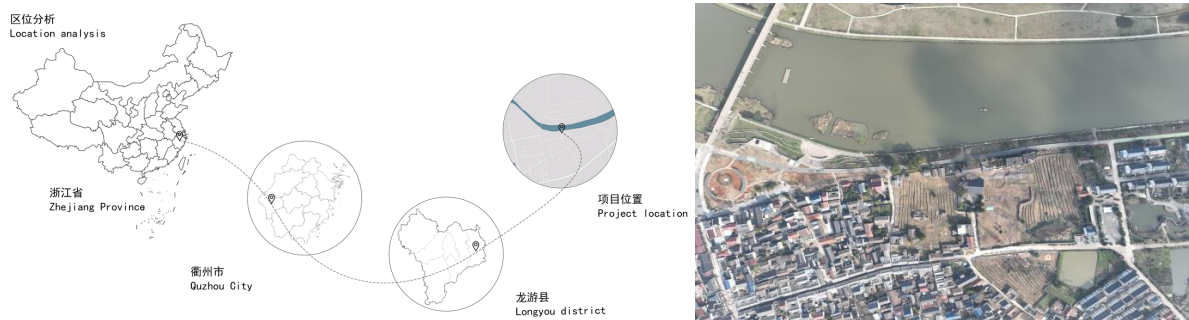 区位分析
Location analysis
浙江省
Zhejiang Province
衢州市
Quzhou City
龙游县
Longyou district
项目位置
Project location